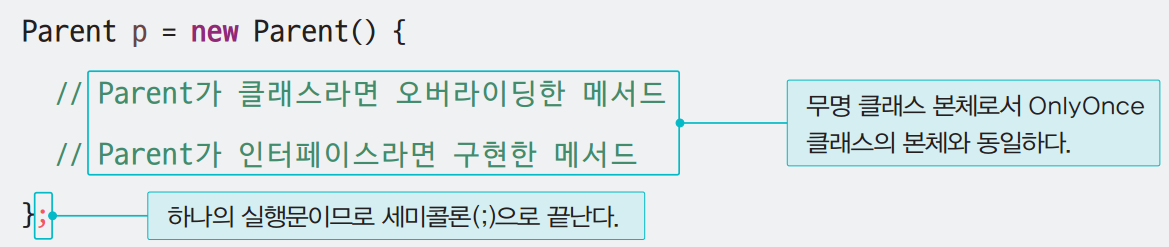 Parent p = new Parent() {
// Parent가 클래스라면 오버라이딩한 메서드
// Parent가 인터페이스라면 구현한 메서드
무명 클래스 본체로서 OnlyOnce
클래스의 본체와 동일하다.
};
하나의 실행문이므로 세미콜론(;)으로 끝난다.